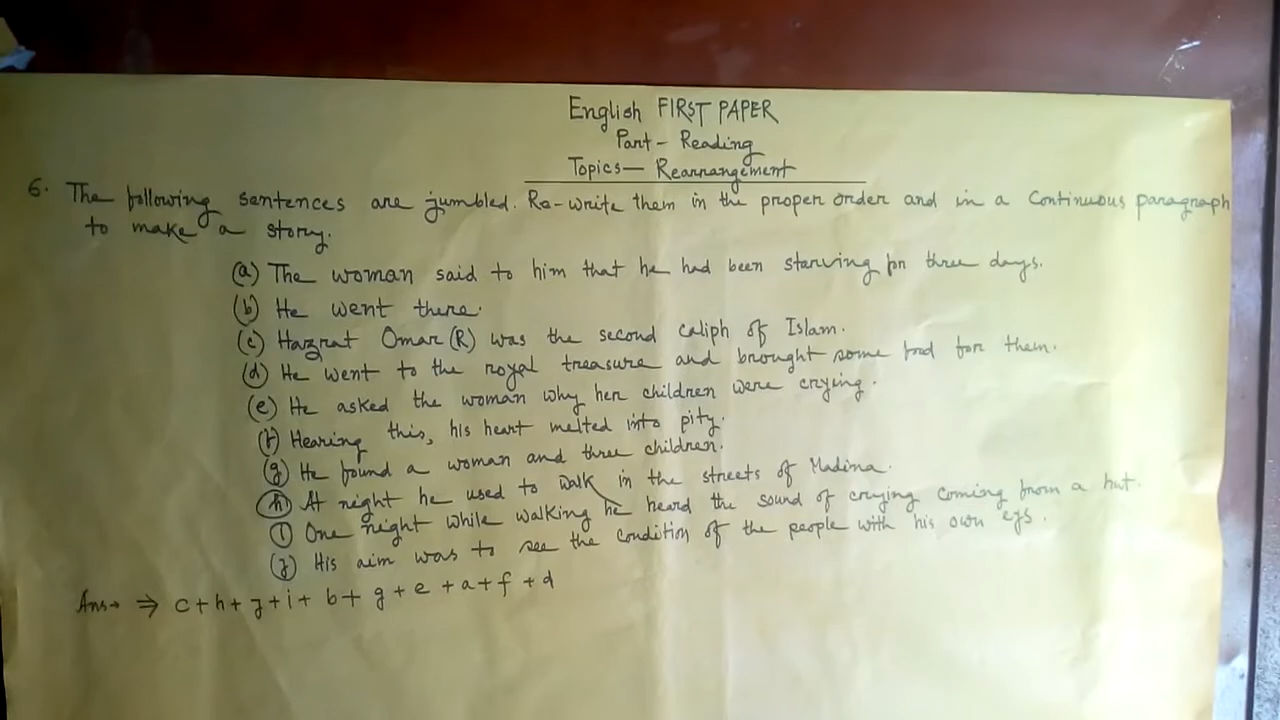 English FIRST PAPER
Part - Reading
Topics — Rearrangement
6. The following sentences are jumbled. Re-write them in the proper order and in a Continuous paragraph
to make a story.
(a) The woman said to him that he had been starving for three days.
(b) He went there.
(c) Hazrat Omar (R) was the second caliph of Islam.
(d) He went to the royal treasure and brought some food for them.
(e) He asked the woman why her children were crying.
(f) Hearing this, his heart melted into pity.
(g) He found a woman and three children.
(h) At night he used to walk in the streets of Madina.
(i) One night while walking he heard the sound of crying coming from a hut.
(j) His aim was to see the condition of the people with his own eys.
Ans → ⇒ c+h+j+i+b+g+e+a+f+d